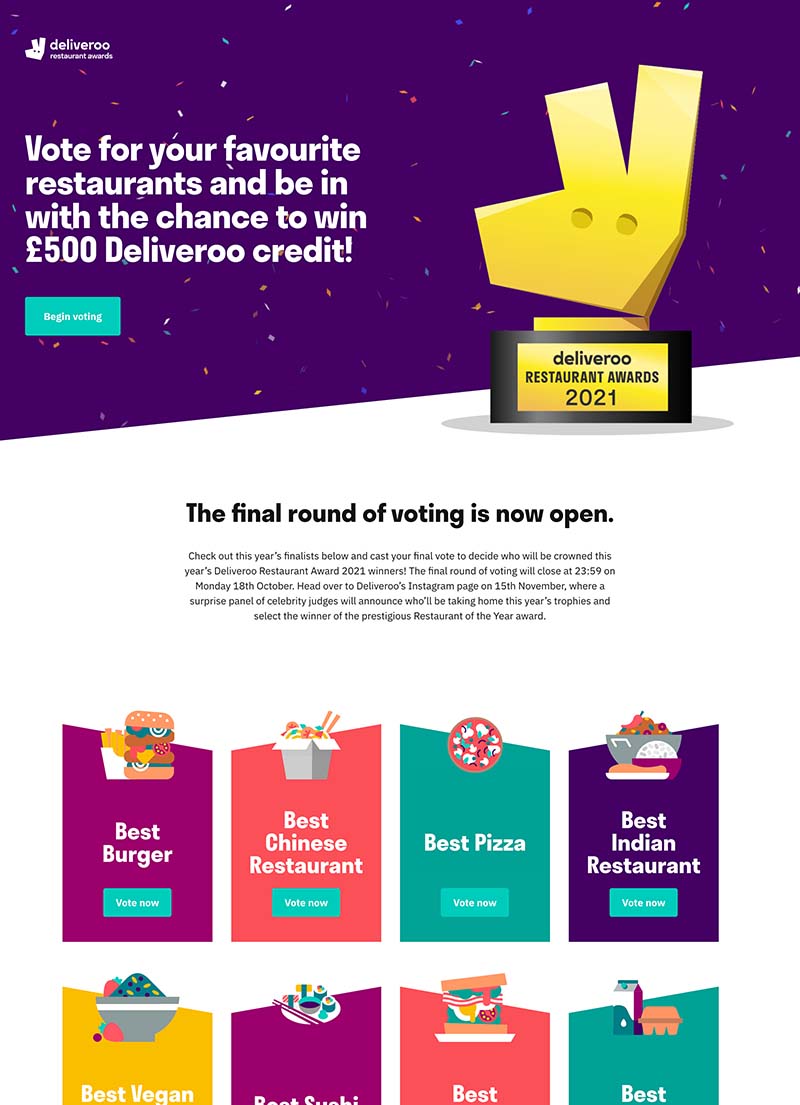 deliveroo
restaurant awards
Vote for your favourite
restaurants and be in
with the chance to win
£500 Deliveroo credit!
Begin voting
deliveroo
RESTAURANT AWARDS
2021
The final round of voting is now open.
Check out this year's finalists below and cast your final vote to decide who will be crowned this
year's Deliveroo Restaurant Award 2021 winners! The final round of voting will close at 23:59 on
Monday 18th October. Head over to Deliveroo's Instagram page on 15th November, where a
surprise panel of celebrity judges will announce who'll be taking home this year's trophies and
select the winner of the prestigious Restaurant of the Year award.
Best
Burger
Vote now
Best
Chinese
Restaurant
Vote now
Best Pizza
Vote now
Best
Indian
Restaurant
Vote now
Best Vegan
Best Sushi
Best
Best